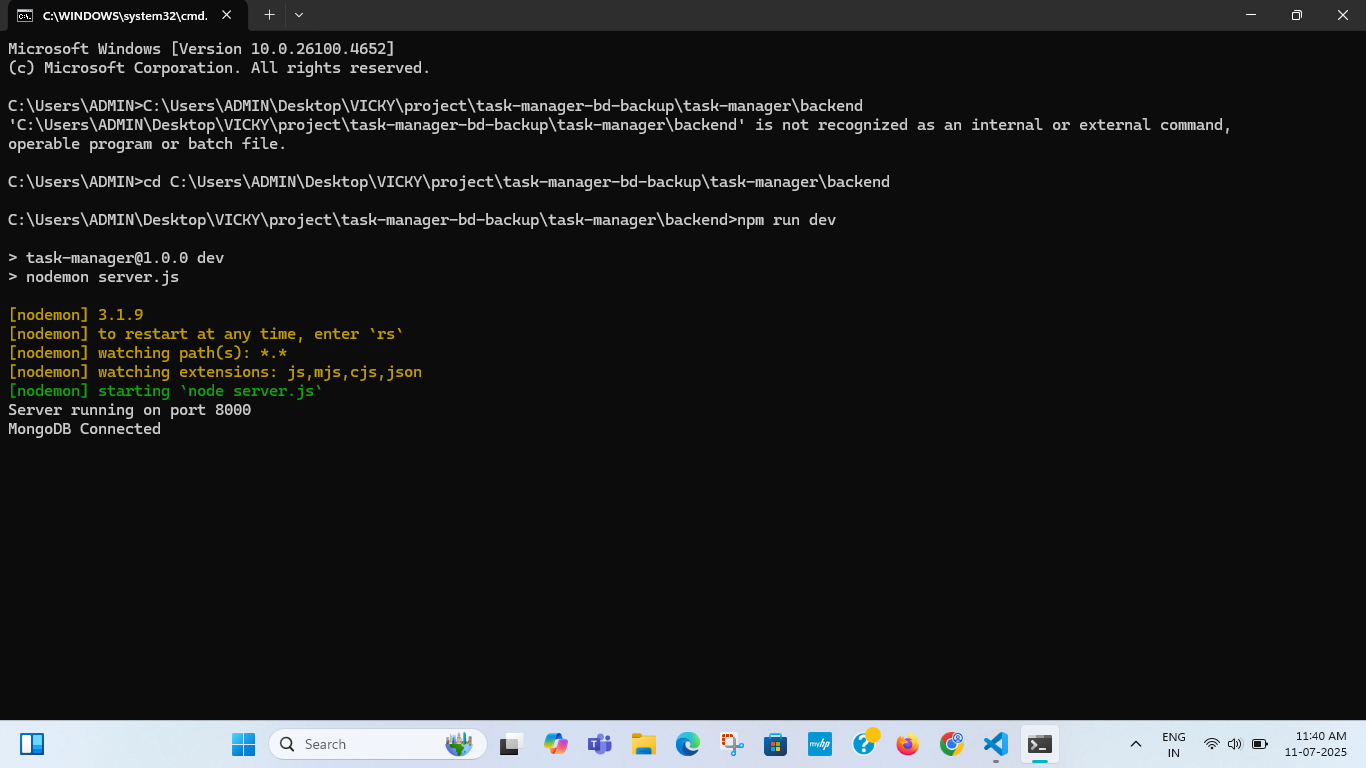 C:\WINDOWS\system32\cmd.
Microsoft Windows [Version 10.0.26100.4652]
(c) Microsoft Corporation. All rights reserved.
C:\Users\ADMIN>C:\Users\ADMIN\Desktop\VICKY\project\task-manager-bd-backup\task-manager\backend
'C:\Users\ADMIN\Desktop\VICKY\project\task-manager-bd-backup\task-manager\backend' is not recognized as an internal or external command,
operable program or batch file.
C:\Users\ADMIN>cd C:\Users\ADMIN\Desktop\VICKY\project\task-manager-bd-backup\task-manager\backend
C:\Users\ADMIN\Desktop\VICKY\project\task-manager-bd-backup\task-manager\backend>npm run dev
> task-manager@1.0.0 dev
> nodemon server.js
[nodemon] 3.1.9
[nodemon] to restart at any time, enter `rs`
[nodemon] watching path(s): *.*
[nodemon] watching extensions: js,mjs,cjs,json
[nodemon] starting `node server.js`
Server running on port 8000
MongoDB Connected
Search
myhp
ENG
IN
11:40 AM
11-07-2025